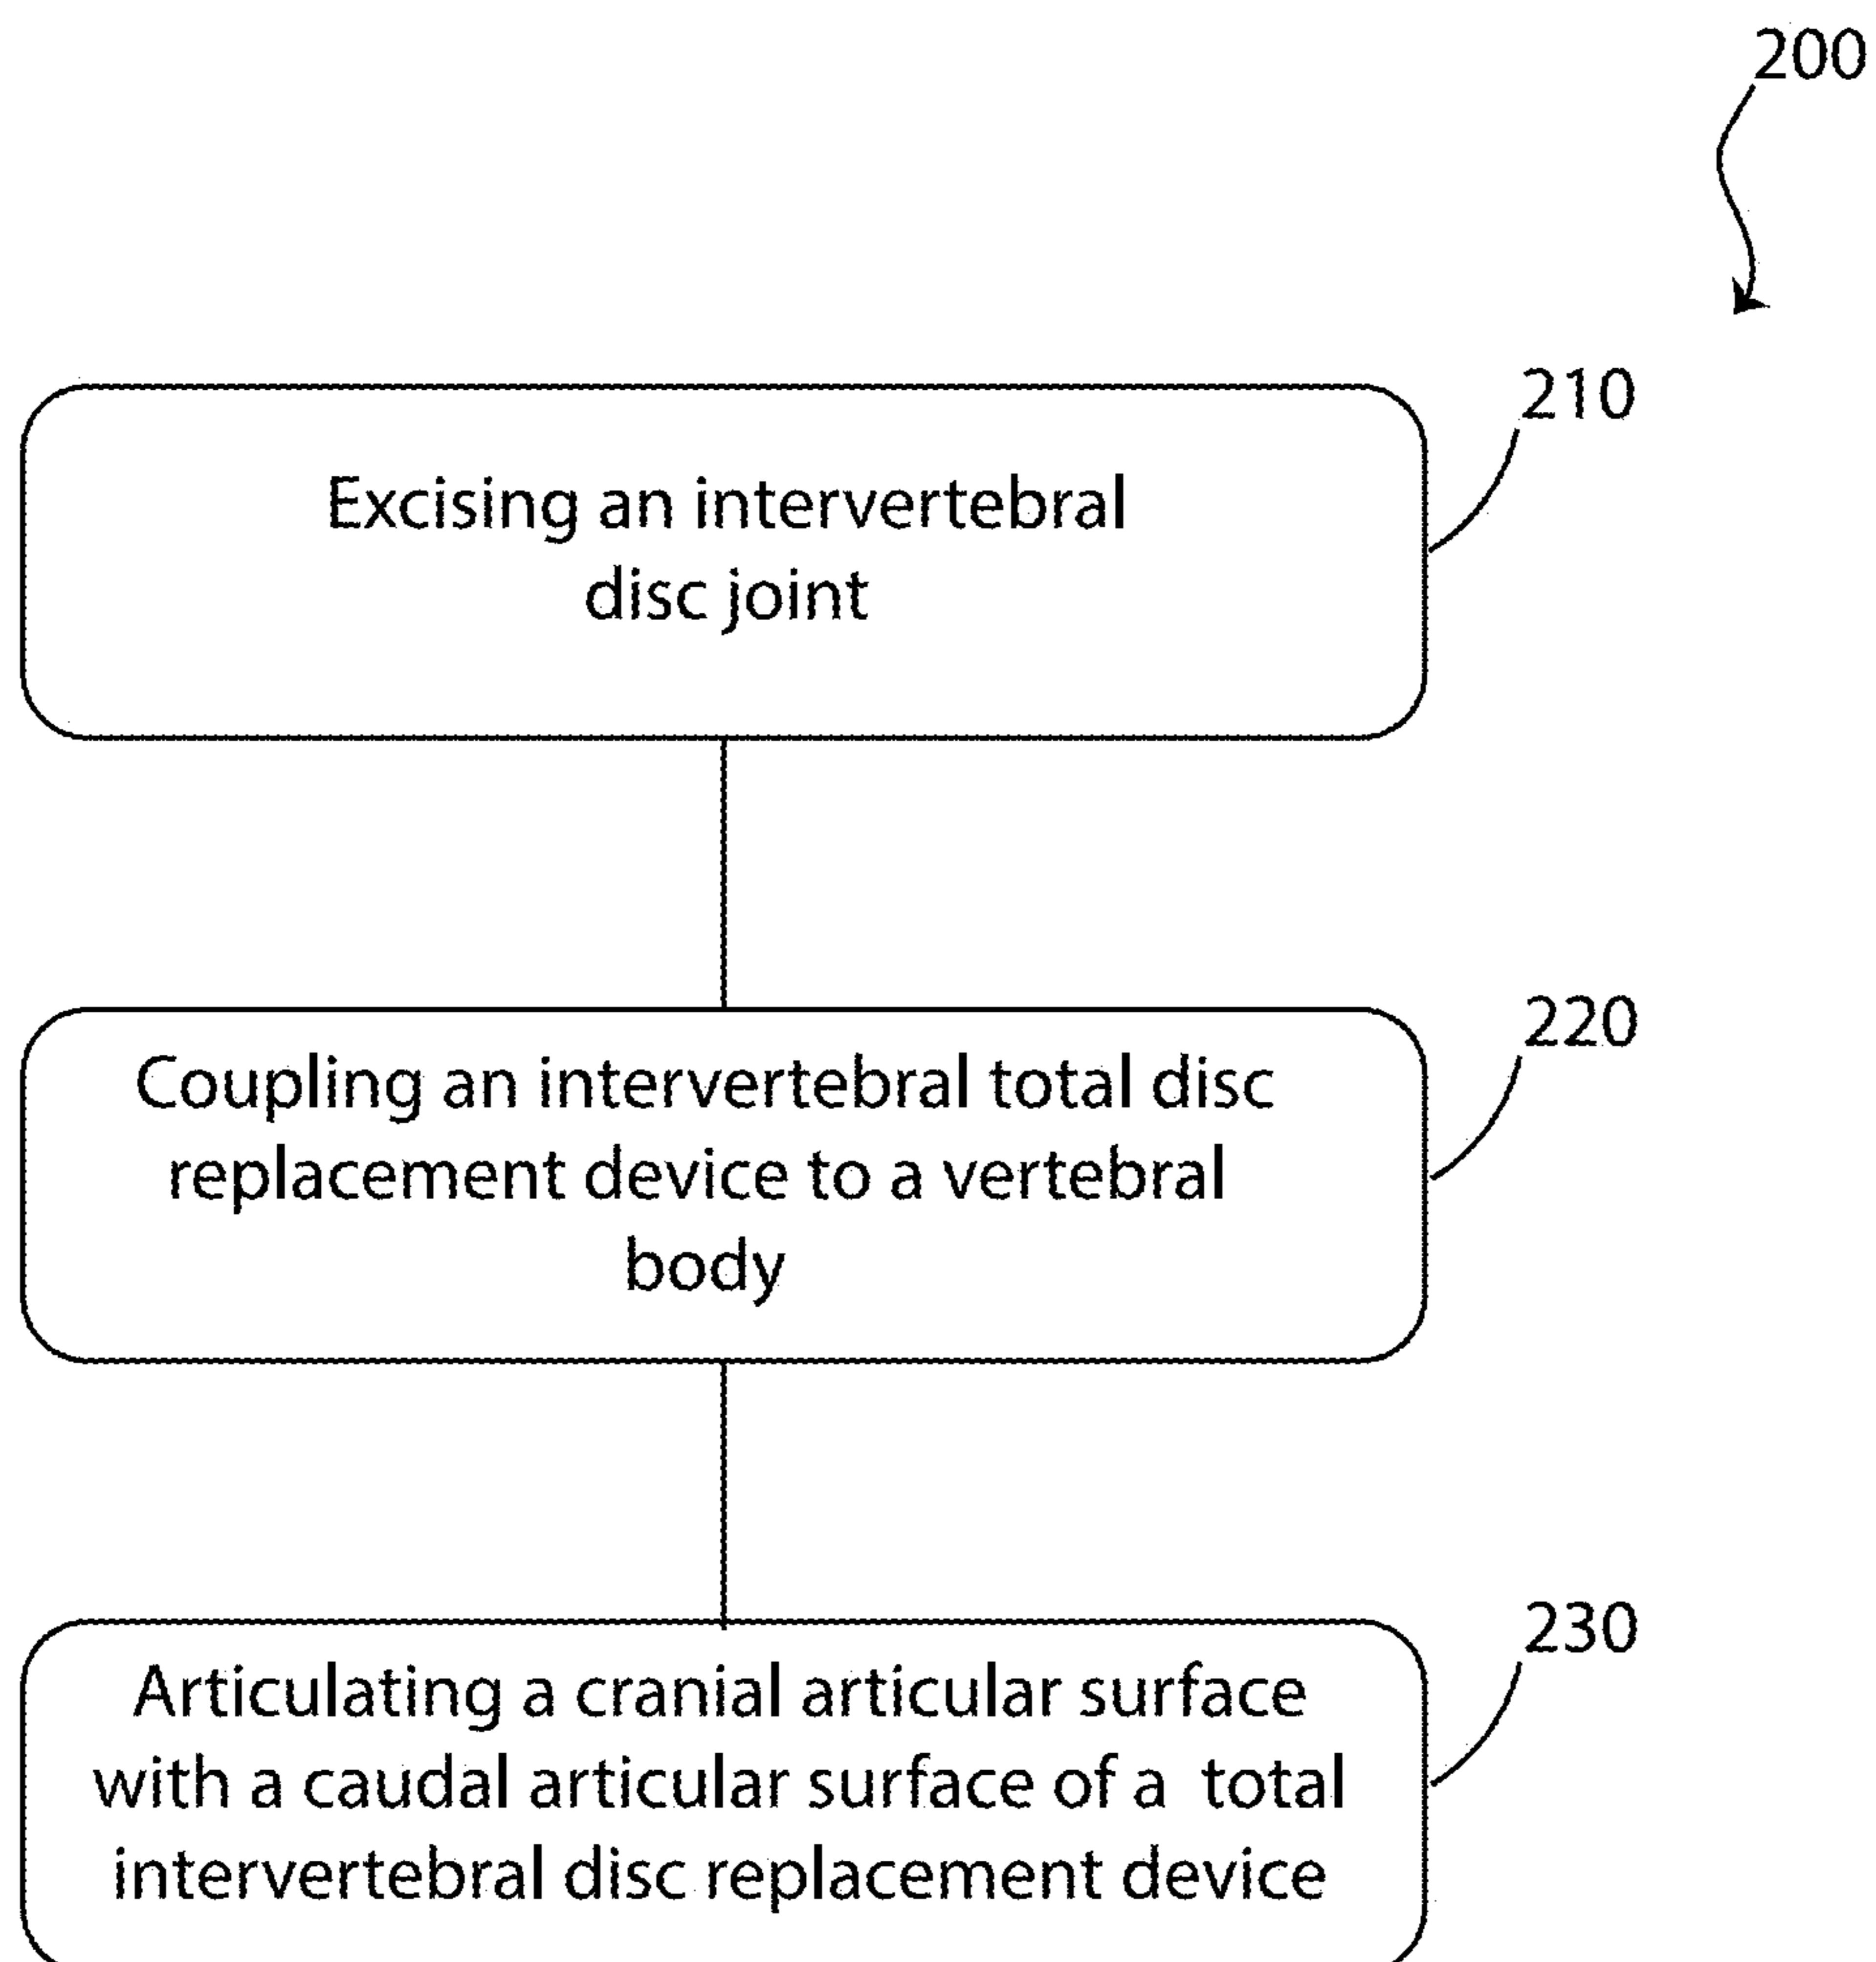 200
210
Excising an intervertebral
disc joint
220
Coupling an intervertebral total disc
replacement device to a vertebral
body
230
Articulating a cranial articular surface
with a caudal articular surface of a total
intervertebral disc replacement device